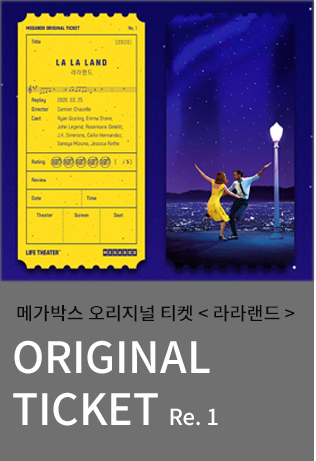 MEGABOX ORIGINAL TICKET Re. 1
Title [2020]
LA LA LAND
라라랜드
Replay 2020. 03. 25
Director Damien Chazelle
Cast Ryan Gosling, Emma Stone,
John Legend, Rosemarie Dewitt,
J.K. Simmons, Callie Hernandez,
Sonoya Mizuno, Jessica Rothe
Rating ( / 5 )
Review
Date Time
Theater Screen Seat
LIFE THEATER MEGABOX
메가박스 오리지널 티켓 < 라라랜드 >
ORIGINAL
TICKET Re. 1